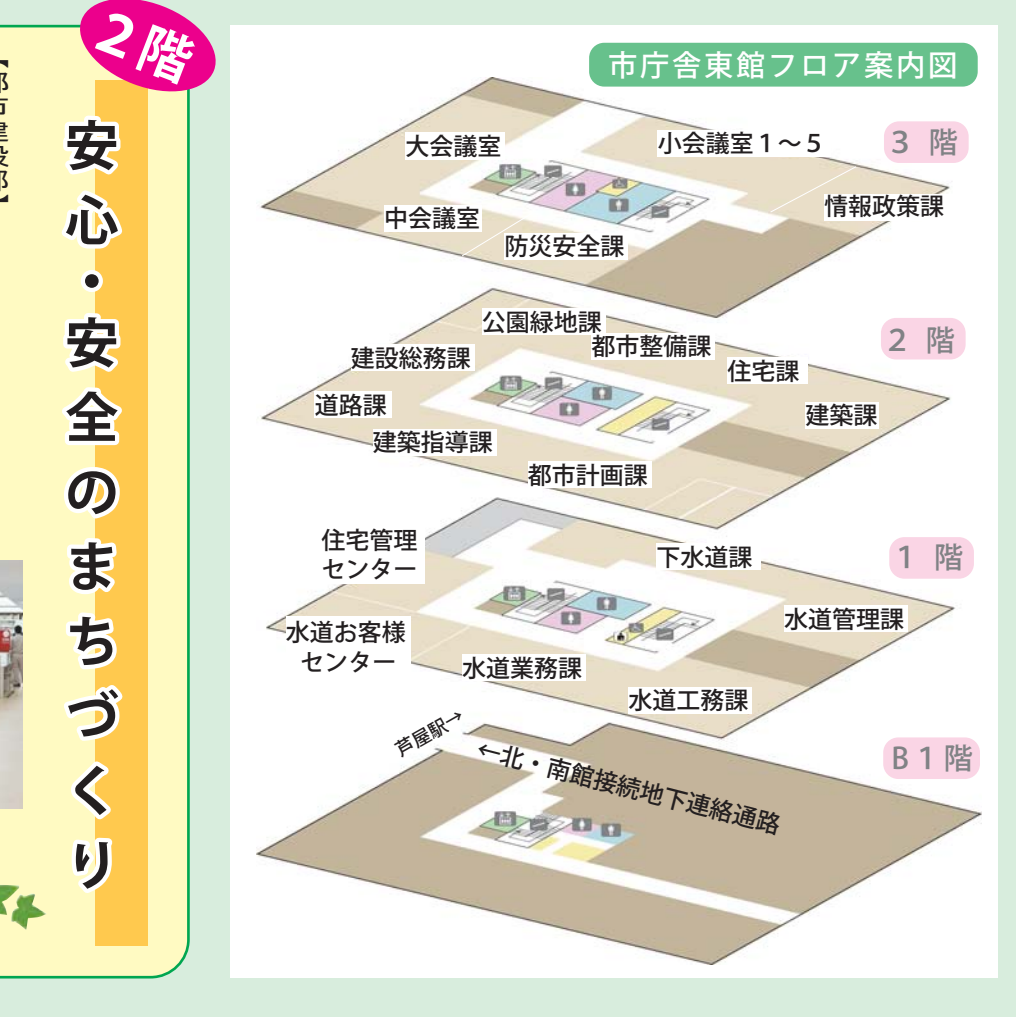 2階
安心・安全のまちづくり
市庁舎東館フロア案内図
3階
大会議室
小会議室1～5
情報政策課
中会議室
防災安全課
2階
公園緑地課
都市整備課
建設総務課
住宅課
道路課
建築課
建築指導課
都市計画課
1階
住宅管理
センター
下水道課
水道管理課
水道お客様
センター
水道業務課
水道工務課
B1階
芦屋駅→
←北・南館接続地下連絡通路